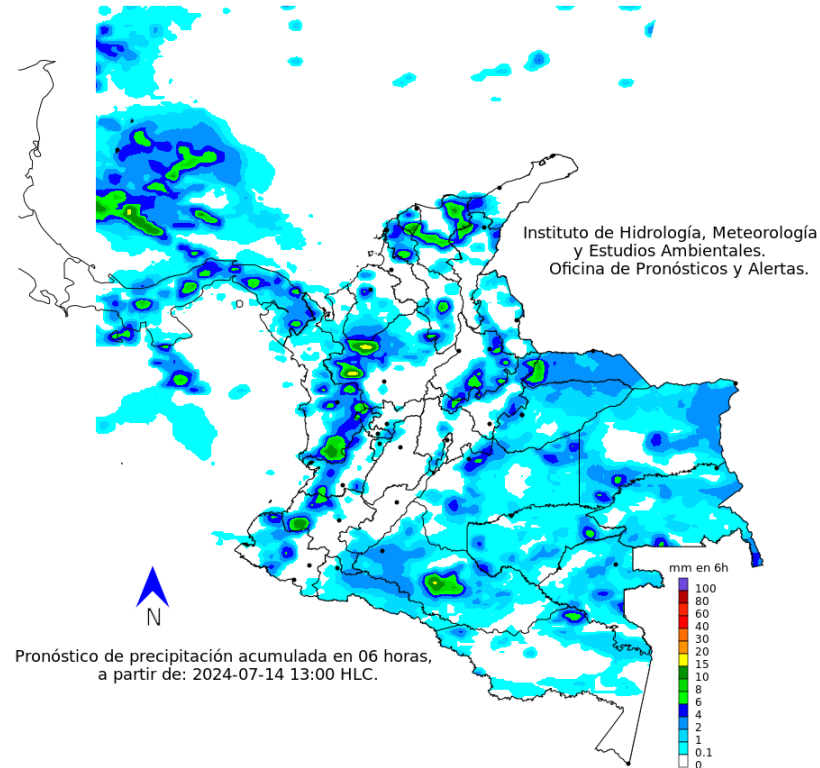 Instituto de Hidrología, Meteorología
y Estudios Ambientales.
Oficina de Pronósticos y Alertas.
N
Pronóstico de precipitación acumulada en 06 horas,
a partir de: 2024-07-14 13:00 HLC.
mm en 6h
100
80
60
40
30
20
15
10
8
6
4
2
1
0.1
0